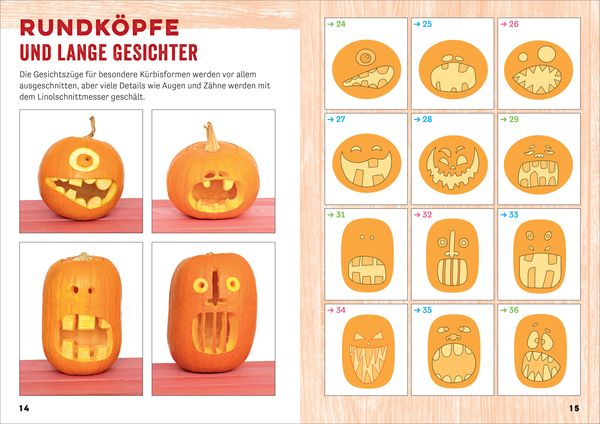 RUNDKÖPFE
UND LANGE GESICHTER
Die Gesichtszüge für besondere Kürbisformen werden vor allem
ausgeschnitten, aber viele Details wie Augen und Zähne werden mit
dem Linolschnittmesser geschält.
14
→ 24
→ 25
→ 26
→ 27
→ 28
→ 29
→ 31
→ 32
→ 33
→ 34
→ 35
→ 36
15